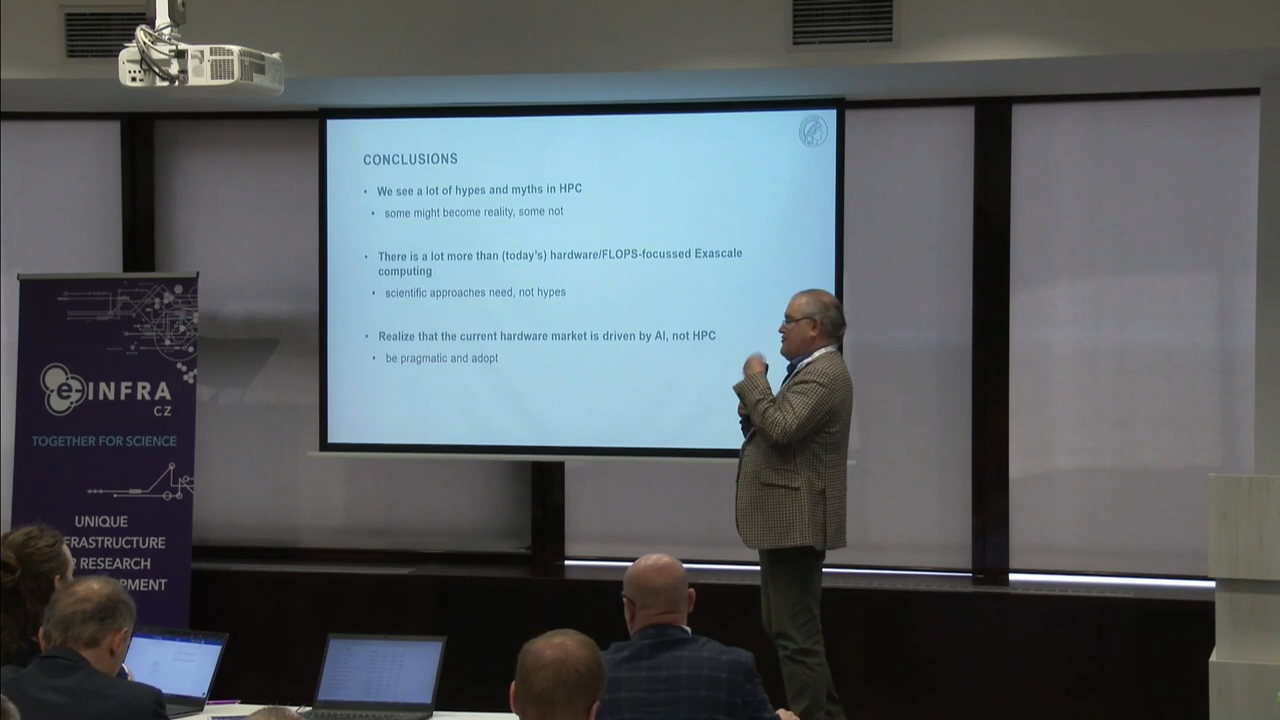 CONCLUSIONS
• We see a lot of hypes and myths in HPC
• some might become reality, some not
• There is a lot more than (today's) hardware/FLOPS-focussed Exascale
computing
• scientific approaches need, not hypes
• Realize that the current hardware market is driven by AI, not HPC
• be pragmatic and adopt
e-INFRA
CZ
TOGETHER FOR SCIENCE
UNIQUE
FRASTRUCTURE
RESEARCH
PMENT